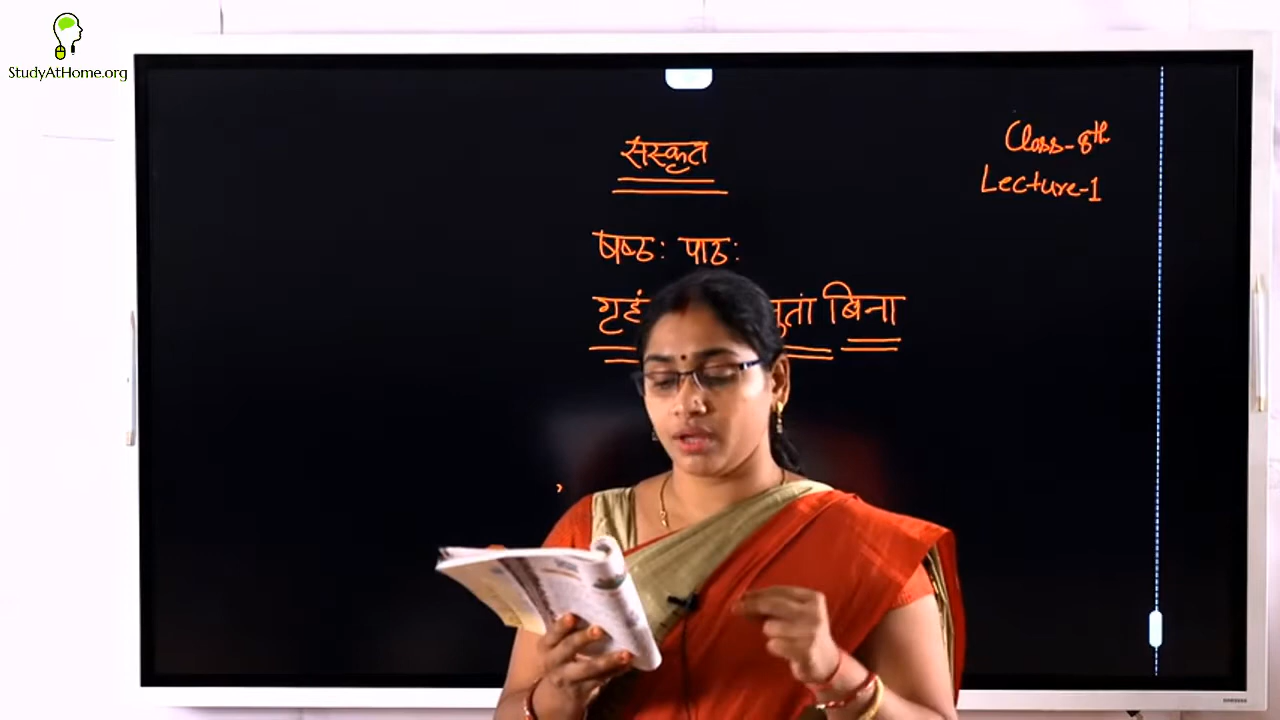 StudyAtHome.org
संस्कृत
Class-8th
Lecture-1
षष्ठः पाठः
गृहं सुतां विना